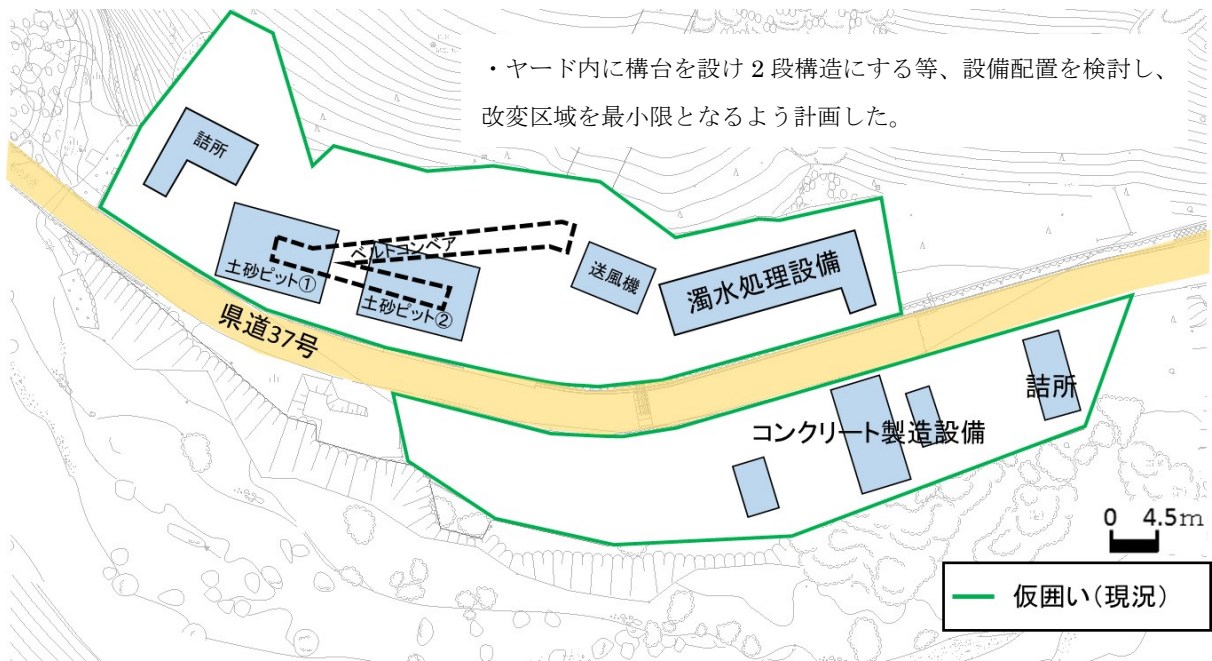 ・ヤード内に構台を設け 2 段構造にする等、設備配置を検討し、
改変区域を最小限となるよう計画した。
詰所
ベルトコンベア
土砂ピット①
土砂ピット②
送風機
濁水処理設備
県道37号
詰所
コンクリート製造設備
0 4.5m
仮囲い(現況)